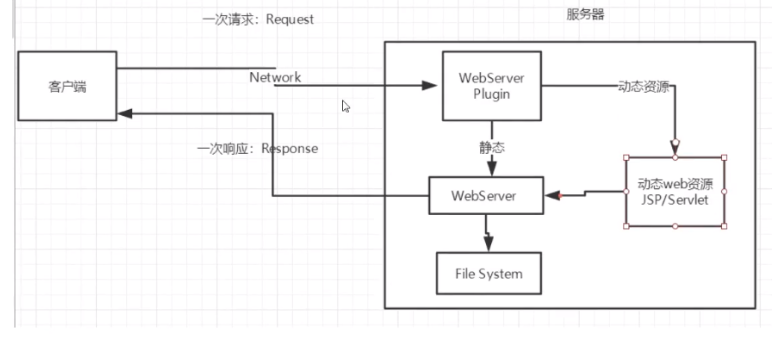 一次请求：Request
服务器
客户端
Network
WebServer
Plugin
动态资源
一次响应：Response
静态
动态web资源
JSP/Servlet
WebServer
File System